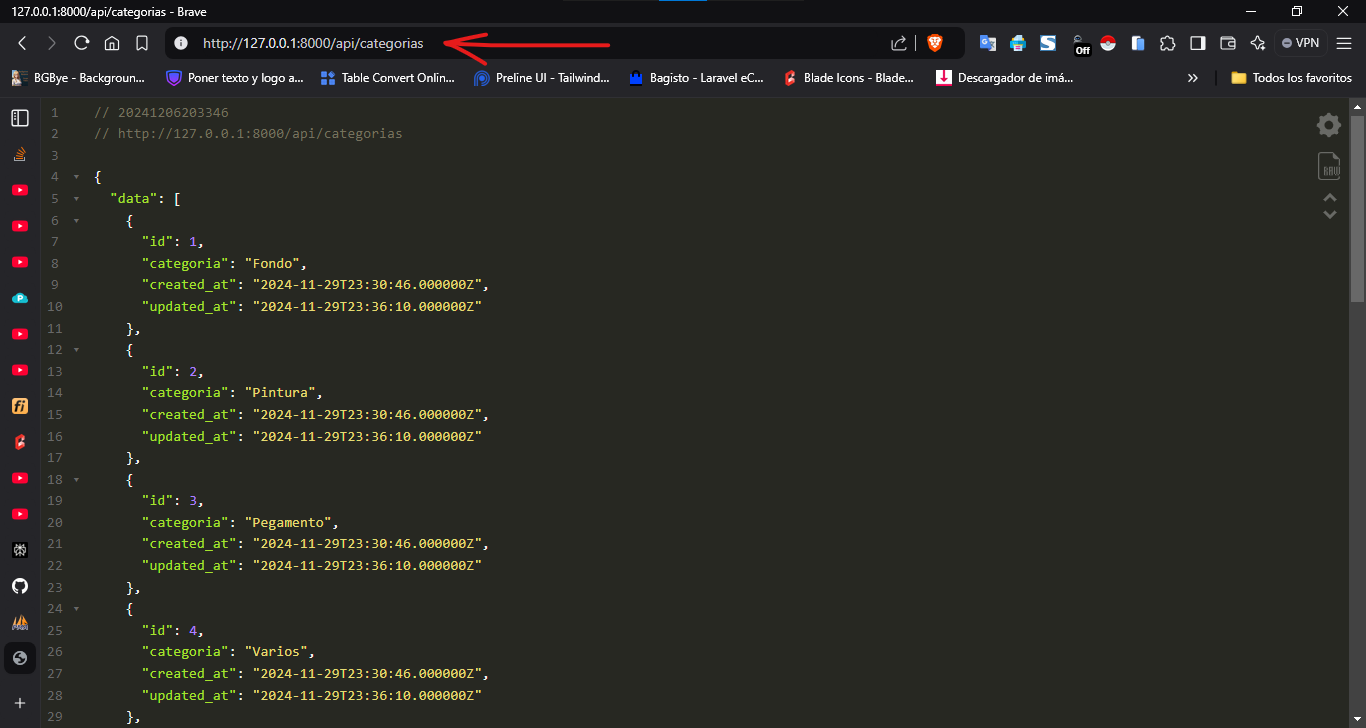 127.0.0.1:8000/api/categorias - Brave
http://127.0.0.1:8000/api/categorias
Off
VPN
BGBye - Backgroun...
Poner texto y logo a...
Table Convert Onlin...
Preline UI - Tailwind...
Bagisto - Laravel eC...
Blade Icons - Blade...
Descargador de imá...
»
Todos los favoritos
1 // 20241206203346
2 // http://127.0.0.1:8000/api/categorias
3
4 {
5 "data": [
6 {
7 "id": 1,
8 "categoria": "Fondo",
9 "created_at": "2024-11-29T23:30:46.000000Z",
10 "updated_at": "2024-11-29T23:36:10.000000Z"
11 },
12 {
13 "id": 2,
14 "categoria": "Pintura",
15 "created_at": "2024-11-29T23:30:46.000000Z",
16 "updated_at": "2024-11-29T23:36:10.000000Z"
17 },
18 {
19 "id": 3,
20 "categoria": "Pegamento",
21 "created_at": "2024-11-29T23:30:46.000000Z",
22 "updated_at": "2024-11-29T23:36:10.000000Z"
23 },
24 {
25 "id": 4,
26 "categoria": "Varios",
27 "created_at": "2024-11-29T23:30:46.000000Z",
28 "updated_at": "2024-11-29T23:36:10.000000Z"
29 },
RAW
fi